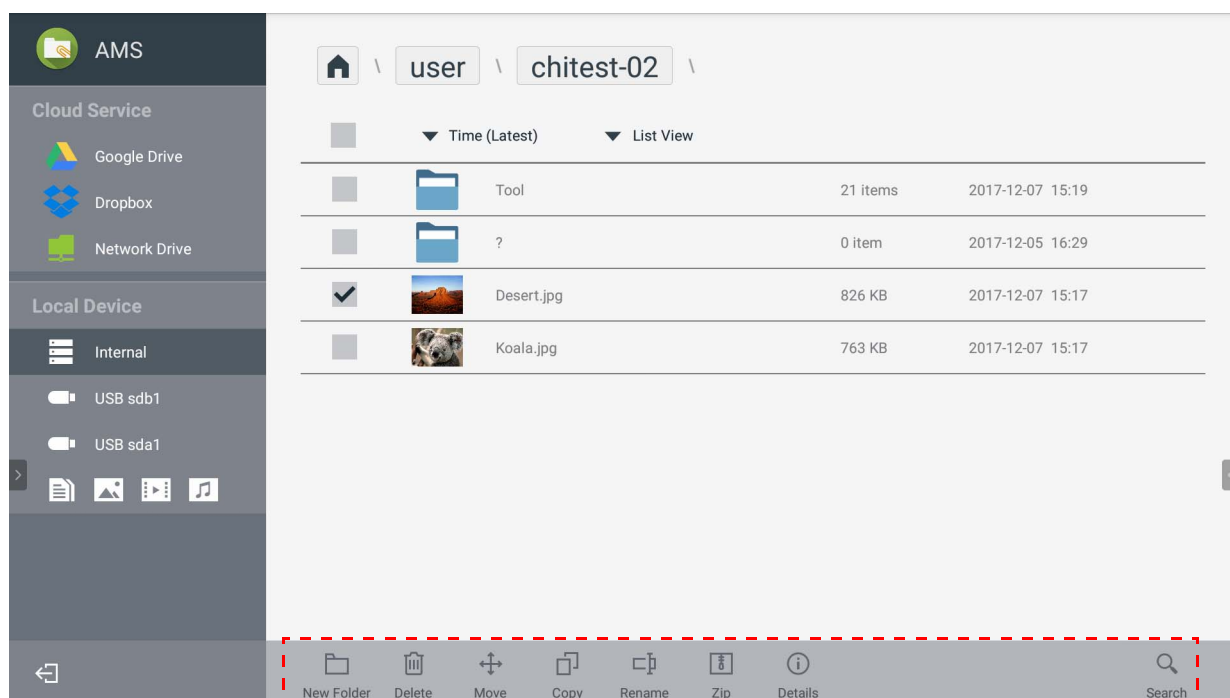 AMS
Cloud Service
Google Drive
Dropbox
Network Drive
Local Device
Internal
USB sdb1
USB sda1
\ user \ chitest-02 \
Time (Latest) List View
Tool 21 items 2017-12-07 15:19
? 0 item 2017-12-05 16:29
Desert.jpg 826 KB 2017-12-07 15:17
Koala.jpg 763 KB 2017-12-07 15:17
New Folder Delete Move Copy Rename Zip Details Search